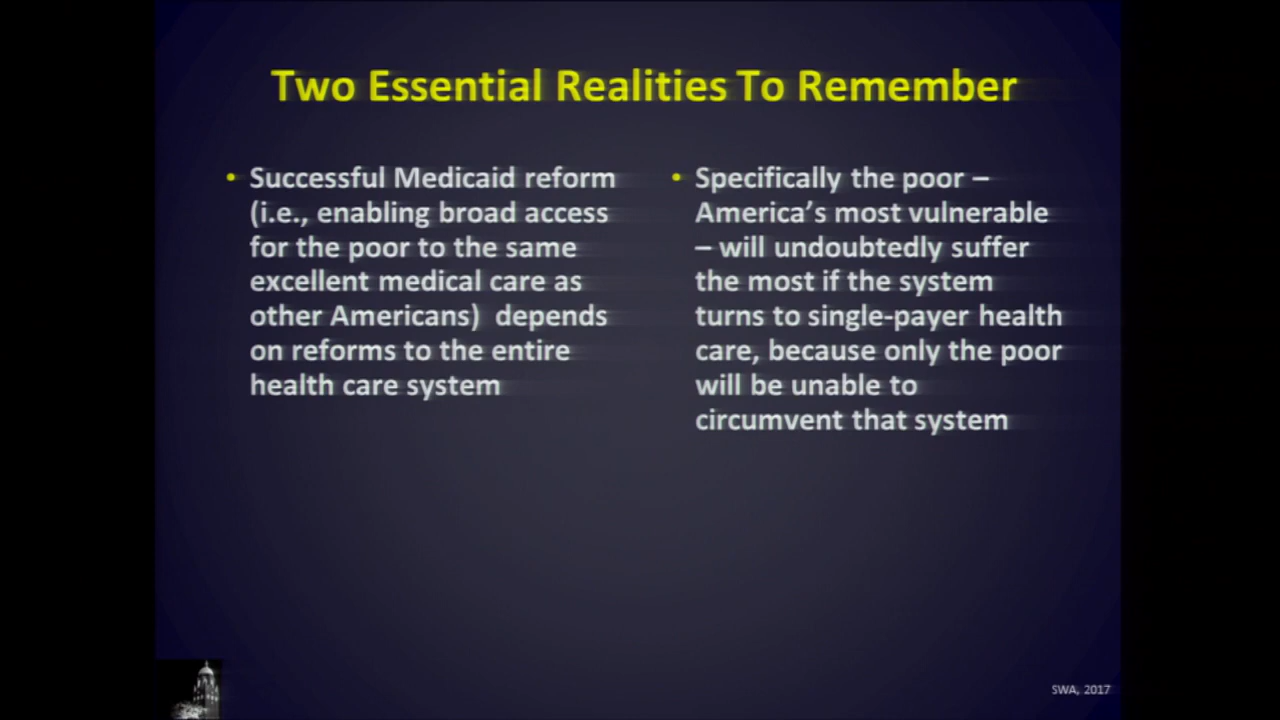 Two Essential Realities To Remember
• Successful Medicaid reform
(i.e., enabling broad access
for the poor to the same
excellent medical care as
other Americans) depends
on reforms to the entire
health care system
• Specifically the poor –
America's most vulnerable
– will undoubtedly suffer
the most if the system
turns to single-payer health
care, because only the poor
will be unable to
circumvent that system
SWA, 2017